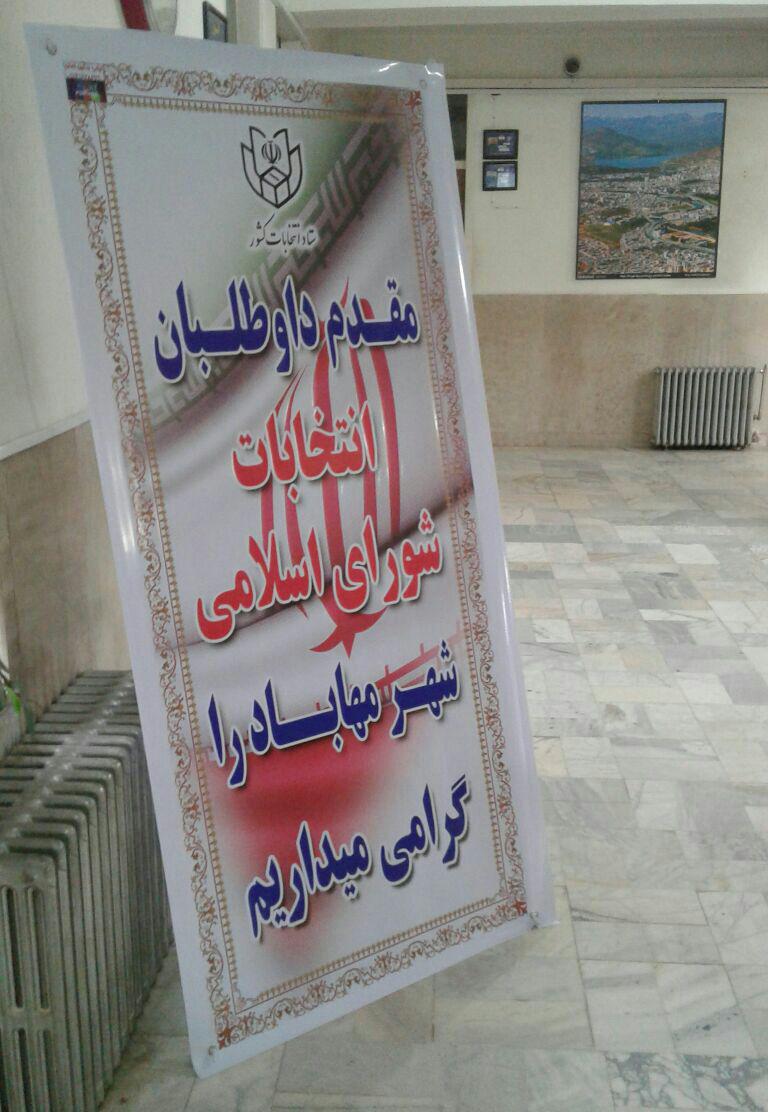 ستاد انتخابات کشور
مقدم داوطلبان
انتخابات
شورای اسلامی
شهر مهاباد را
گرامی میداریم